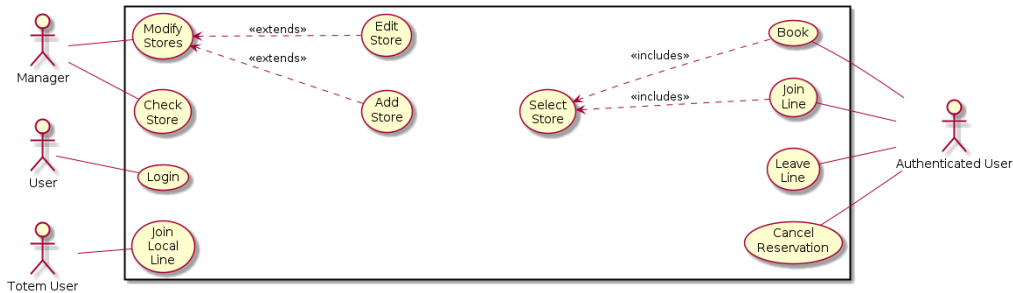 Manager
User
Totem User
Modify
Stores
Check
Store
Login
Join
Local
Line
«extends»
«extends»
Edit
Store
Add
Store
Select
Store
«includes»
«includes»
Book
Join
Line
Leave
Line
Cancel
Reservation
Authenticated User